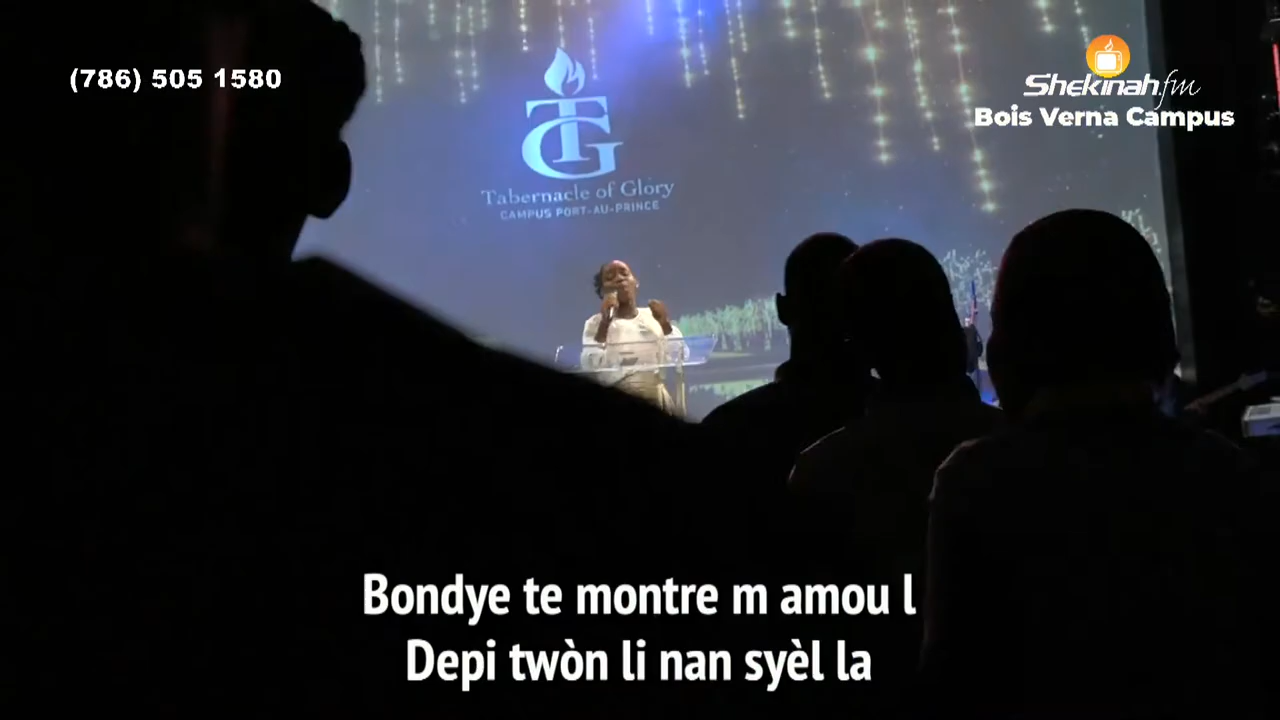 (786) 505 1580
Shekinah.fm
Bois Verna Campus
TG
Tabernacle of Glory
CAMPUS PORT-AU-PRINCE
Bondye te montre m amou l
Depi twòn li nan syèl la